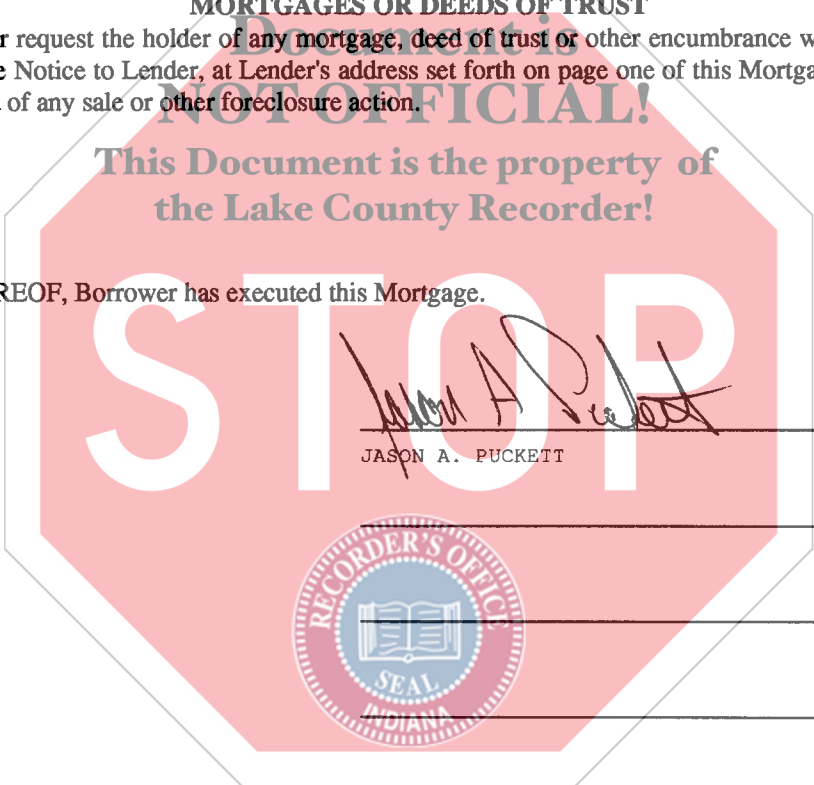 MORTGAGES OR DEEDS OF TRUST
r request the holder of any mortgage, deed of trust or other encumbrance w
Document is
e Notice to Lender, at Lender's address set forth on page one of this Mortga
of any sale or other foreclosure action.
NOT OFFICIAL!
This Document is the property of
the Lake County Recorder!
REOF, Borrower has executed this Mortgage.
STOP
Jason A Puckett
JASON A. PUCKETT
RECORDER'S OFFICE
SEAL
INDIANA